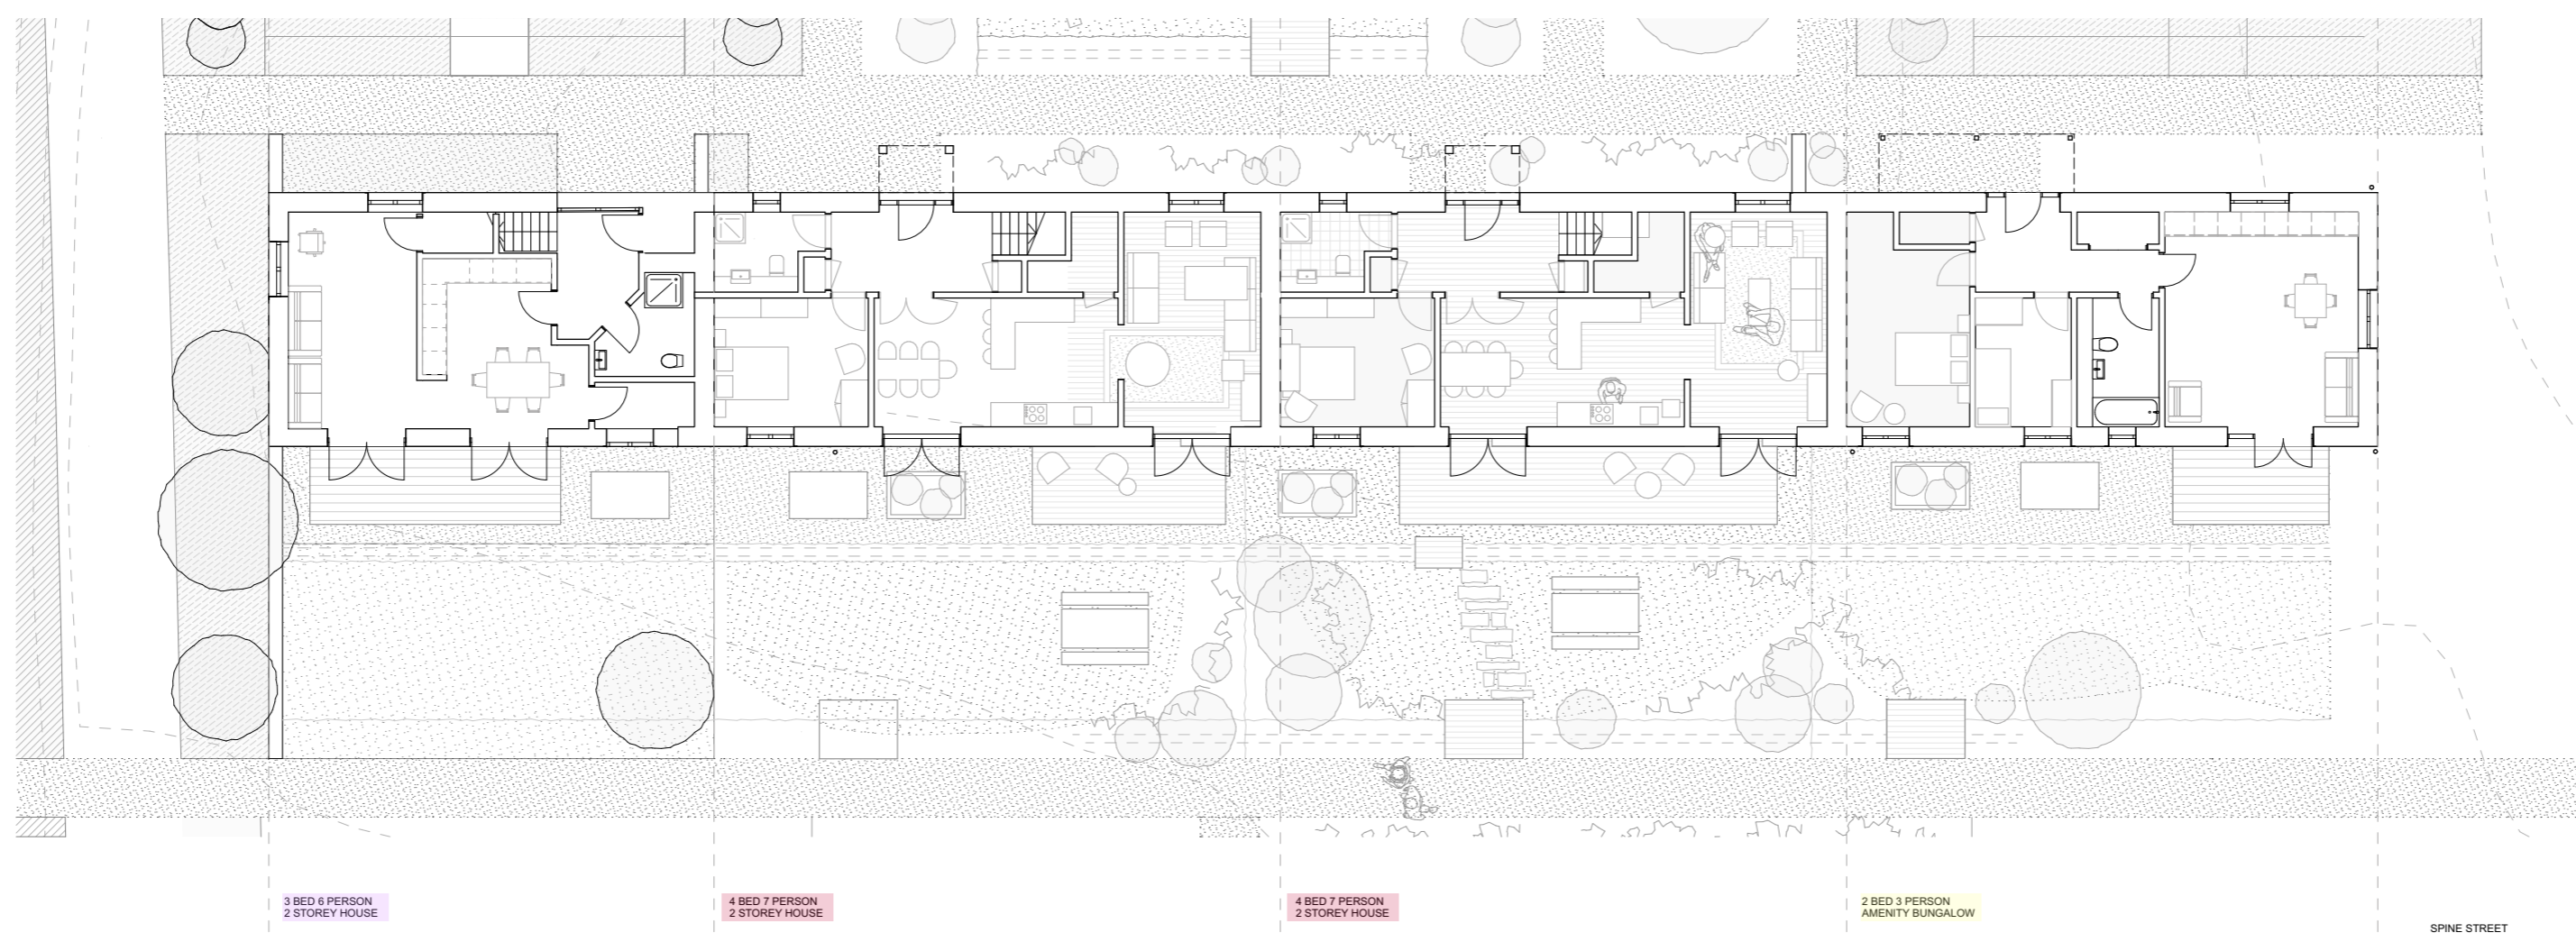 3 BED 6 PERSON
2 STOREY HOUSE
4 BED 7 PERSON
2 STOREY HOUSE
4 BED 7 PERSON
2 STOREY HOUSE
2 BED 3 PERSON
AMENITY BUNGALOW
SPINE STREET